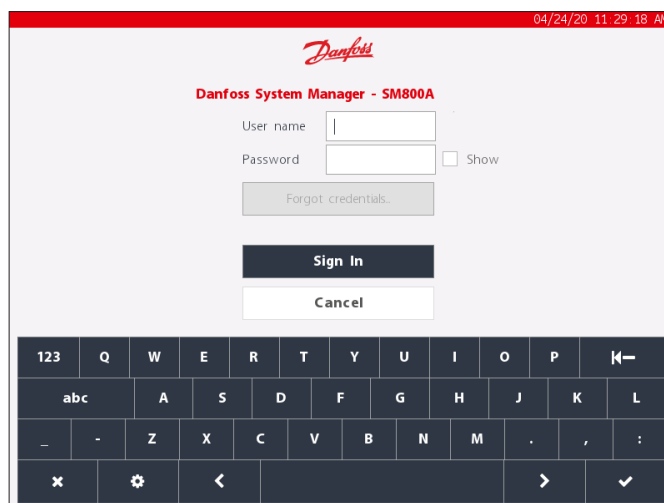 04/24/20 11:29:18 AM
Danfoss
Danfoss System Manager - SM800A
User name
Password
Show
Forgot credentials..
Sign In
Cancel
123 Q W E R T Y U I O P
abc A S D F G H J K L
_ - Z X C V B N M . , :